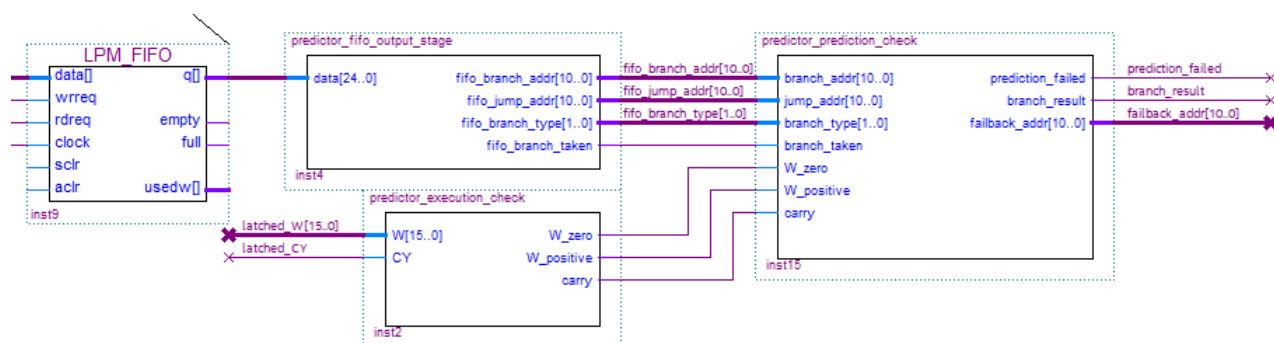 LPM_FIFO
data[] q[]
wrreq
rdreq empty
clock full
sclr
aclr usedw[]
inst9
predictor_fifo_output_stage
data[24..0] fifo_branch_addr[10..0]
fifo_jump_addr[10..0]
fifo_branch_type[1..0]
fifo_branch_taken
inst4
fifo_branch_addr[10..0]
fifo_jump_addr[10..0]
fifo_branch_type[1..0]
predictor_prediction_check
branch_addr[10..0] prediction_failed
jump_addr[10..0] branch_result
branch_type[1..0] failback_addr[10..0]
branch_taken
W_zero
W_positive
carry
inst15
prediction_failed
branch_result
failback_addr[10..0]
latched_W[15..0]
latched_CY
predictor_execution_check
W[15..0] W_zero
CY W_positive
carry
inst2